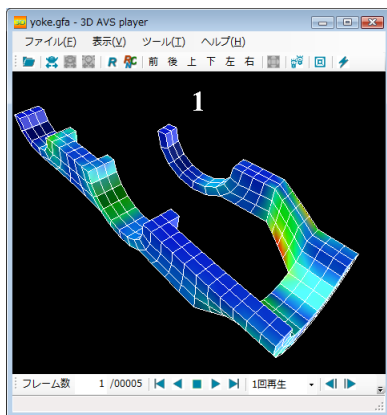 yoke.gfa - 3D AVS player
ファイル(F) 表示(V) ツール(T) ヘルプ(H)
R RC 前 後 上 下 左 右
1
フレーム数 1 /00005 1回再生